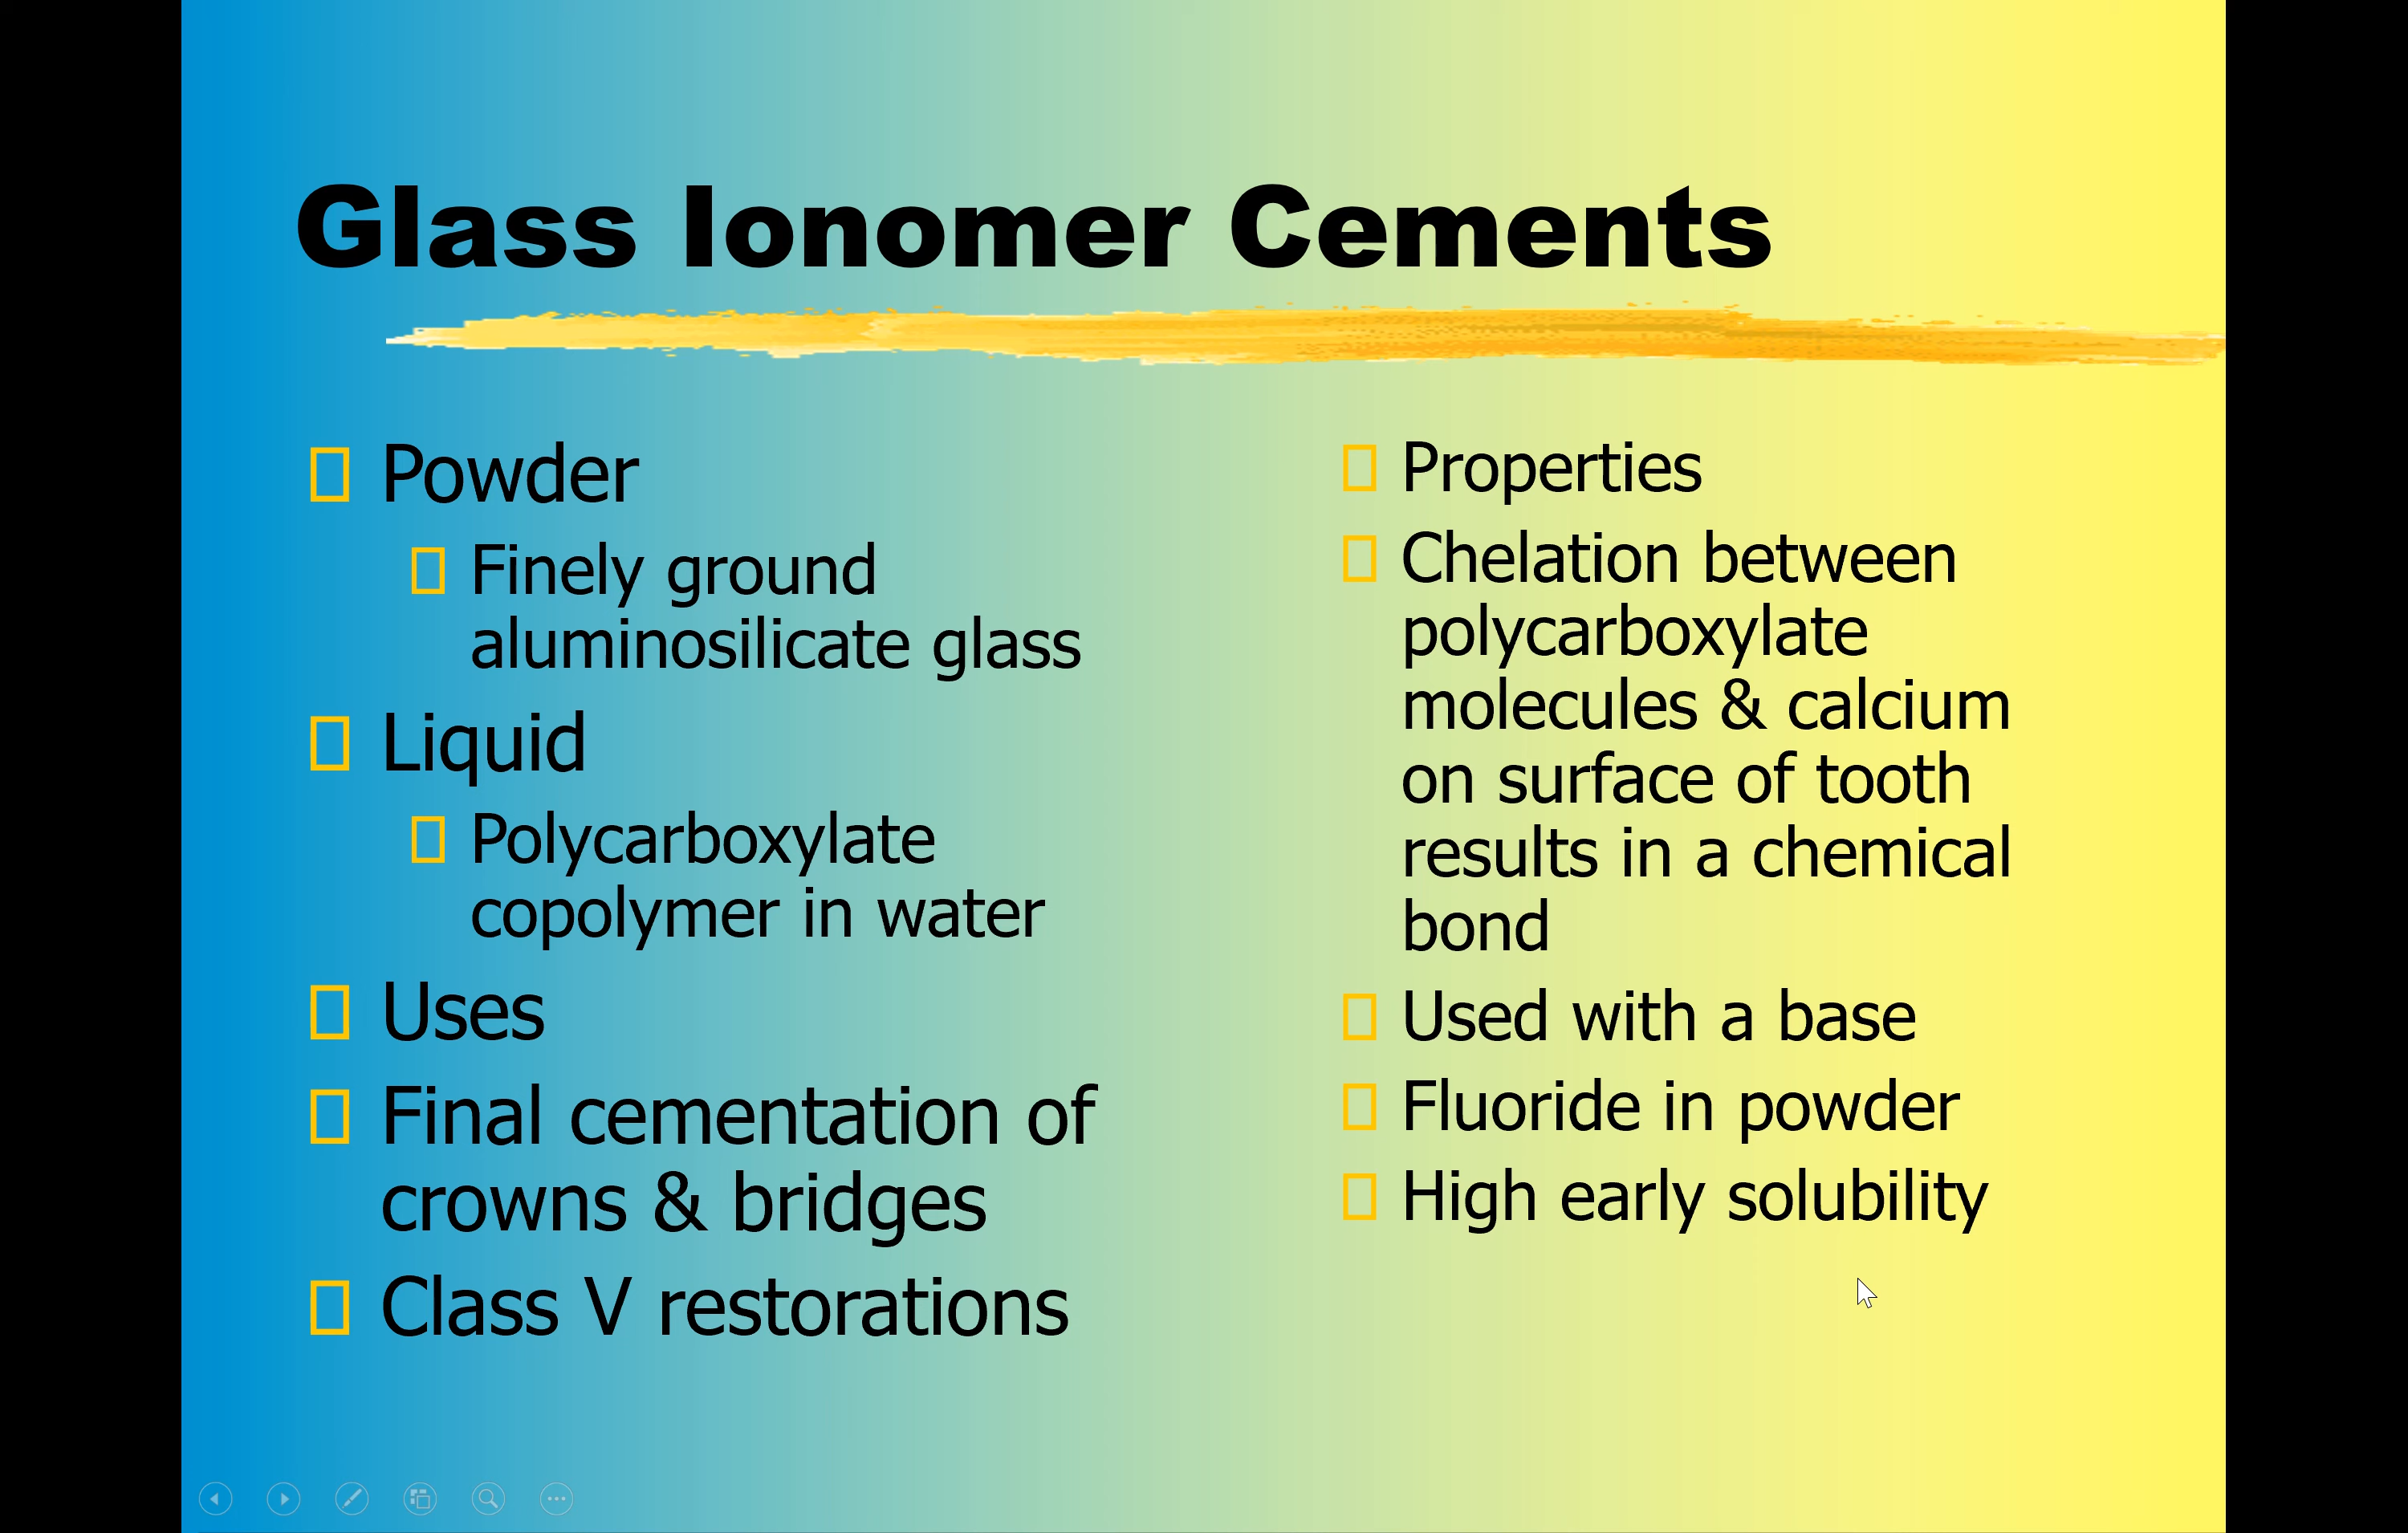 Glass Ionomer Cements
Powder
Finely ground
aluminosilicate glass
Liquid
Polycarboxylate
copolymer in water
Uses
Final cementation of
crowns & bridges
Class V restorations
Properties
Chelation between
polycarboxylate
molecules & calcium
on surface of tooth
results in a chemical
bond
Used with a base
Fluoride in powder
High early solubility